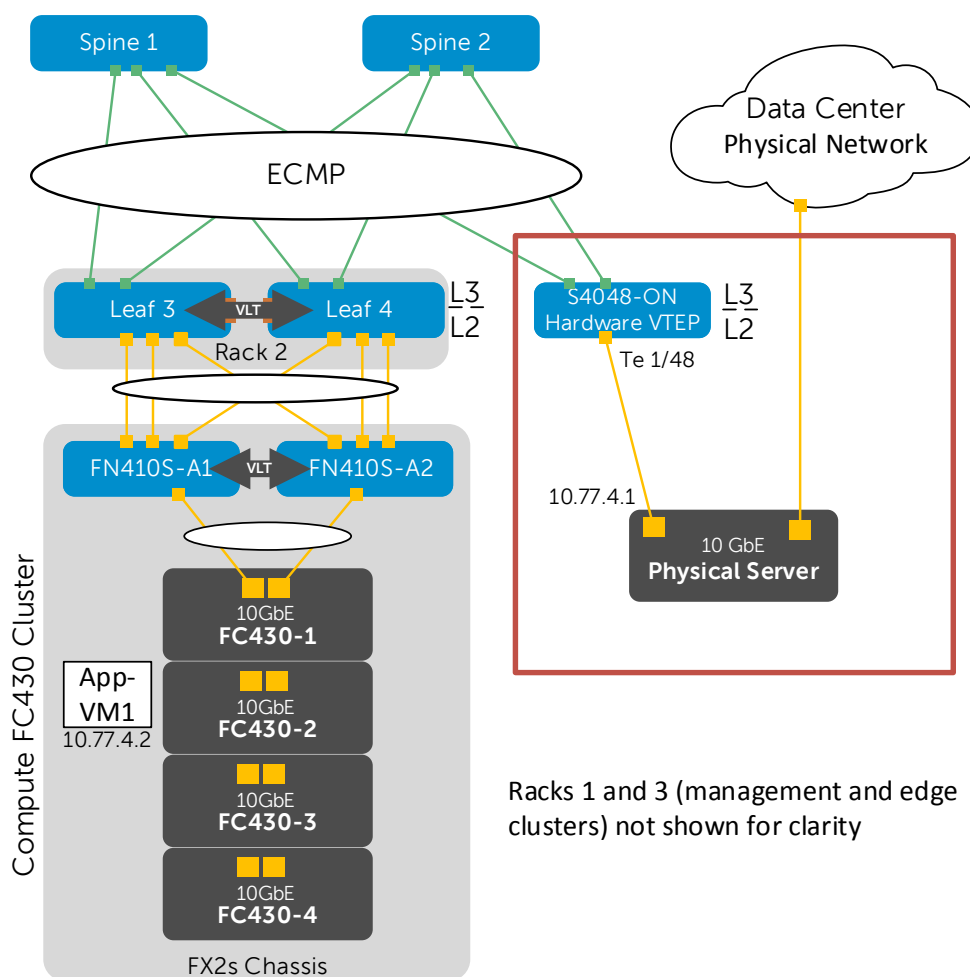 Spine 1
Spine 2
Data Center
Physical Network
ECMP
Leaf 3
VLT
Leaf 4
L3
L2
Rack 2
S4048-ON
Hardware VTEP
L3
L2
Te 1/48
FN410S-A1
VLT
FN410S-A2
10.77.4.1
10 GbE
Physical Server
Compute FC430 Cluster
10GbE
FC430-1
App-
VM1
10.77.4.2
10GbE
FC430-2
10GbE
FC430-3
10GbE
FC430-4
FX2s Chassis
Racks 1 and 3 (management and edge
clusters) not shown for clarity